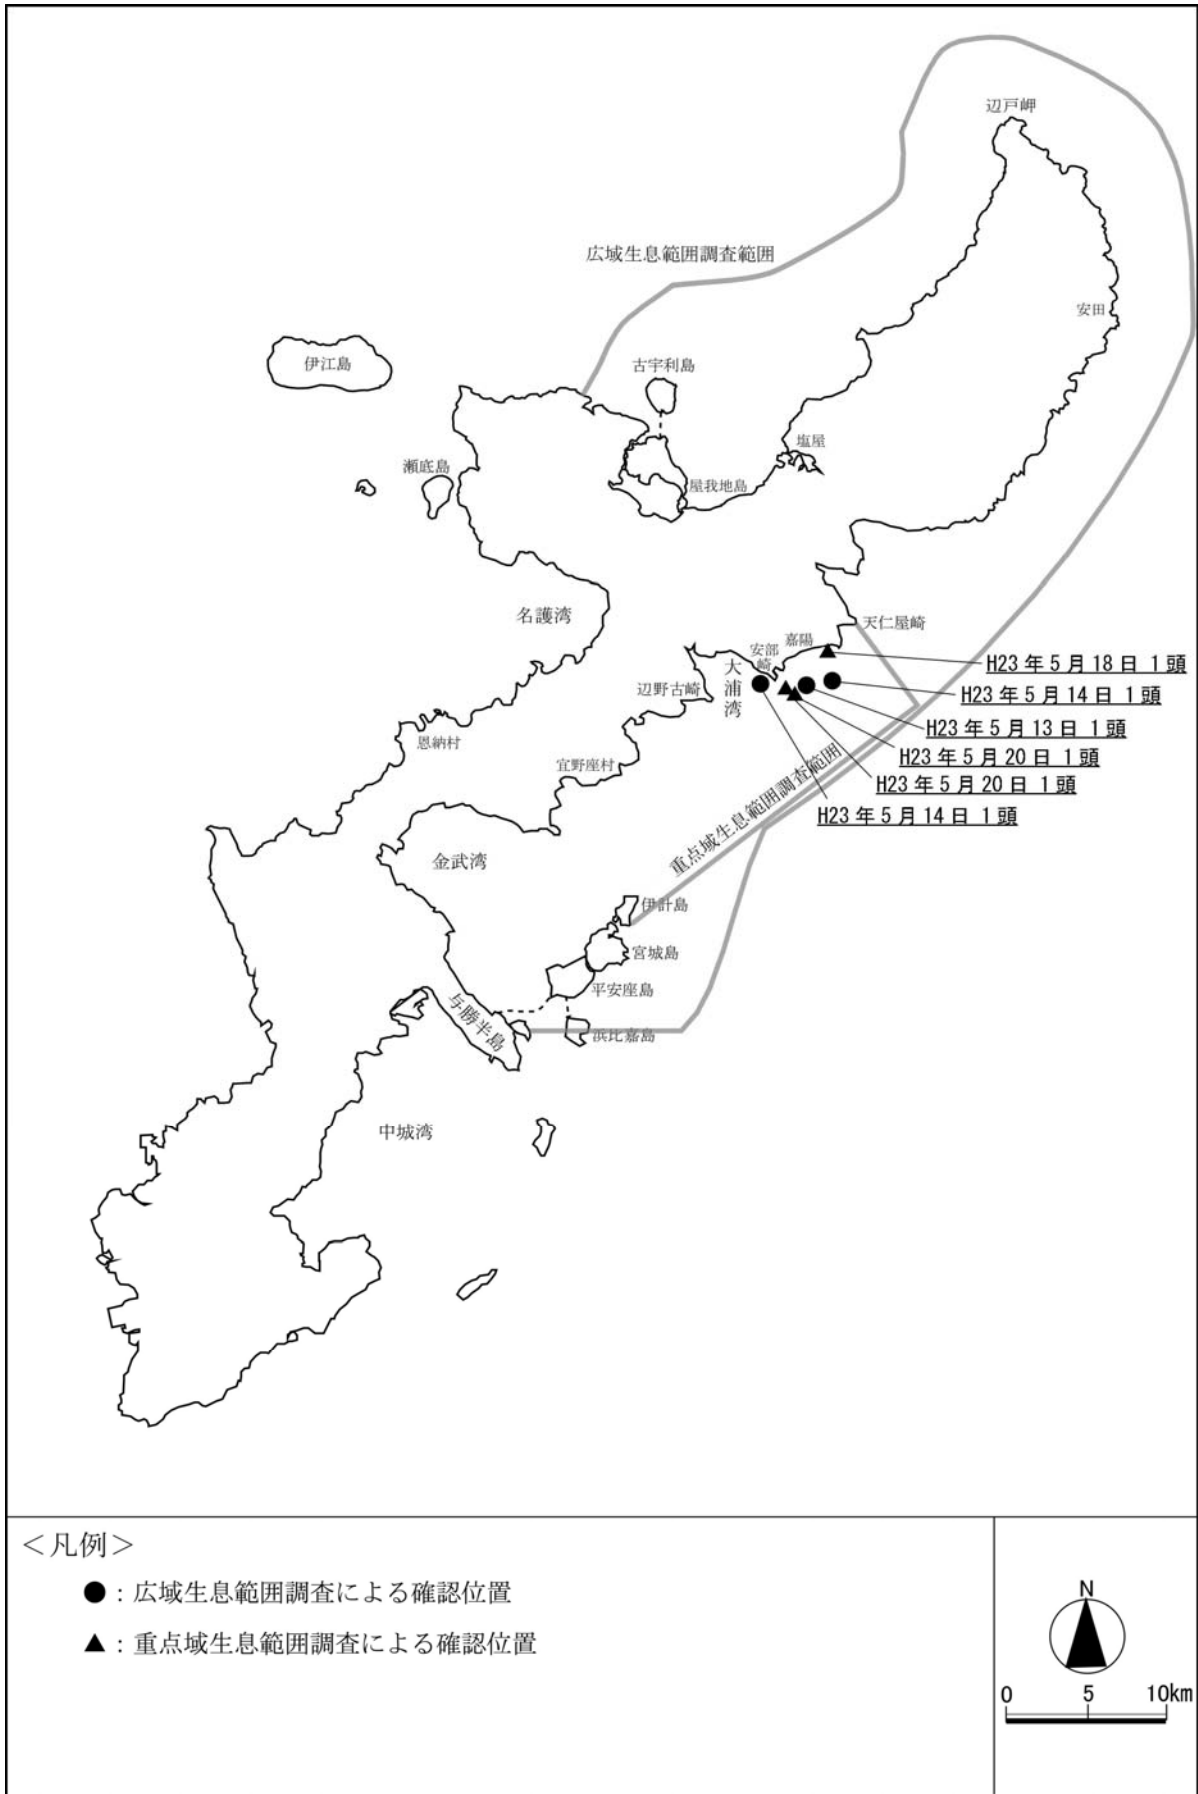 辺戸岬
広域生息範囲調査範囲
安田
伊江島
古宇利島
塩屋
瀬底島
屋我地島
名護湾
天仁屋崎
嘉陽
安部崎
大浦湾
辺野古崎
H23年5月18日 1頭
H23年5月14日 1頭
H23年5月13日 1頭
H23年5月20日 1頭
H23年5月20日 1頭
H23年5月14日 1頭
恩納村
宜野座村
重点域生息範囲調査範囲
金武湾
伊計島
宮城島
平安座島
与勝半島
浜比嘉島
中城湾
＜凡例＞
●：広域生息範囲調査による確認位置
▲：重点域生息範囲調査による確認位置
N
0 5 10km